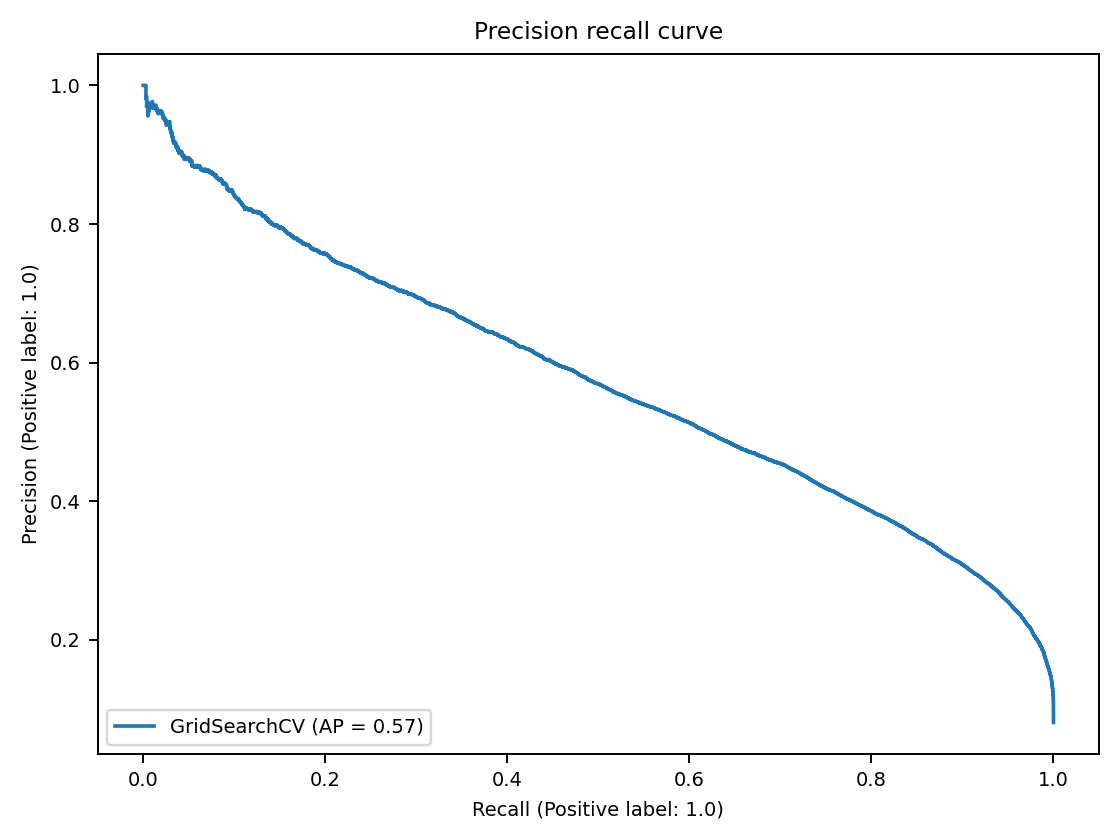 Precision recall curve
1.0
0.8
0.6
0.4
0.2
Precision (Positive label: 1.0)
GridSearchCV (AP = 0.57)
0.0 0.2 0.4 0.6 0.8 1.0
Recall (Positive label: 1.0)